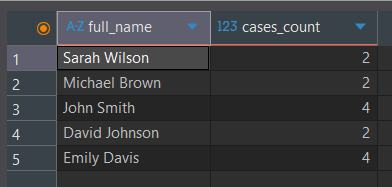 A-Z full_name 123 cases_count
1 Sarah Wilson 2
2 Michael Brown 2
3 John Smith 4
4 David Johnson 2
5 Emily Davis 4